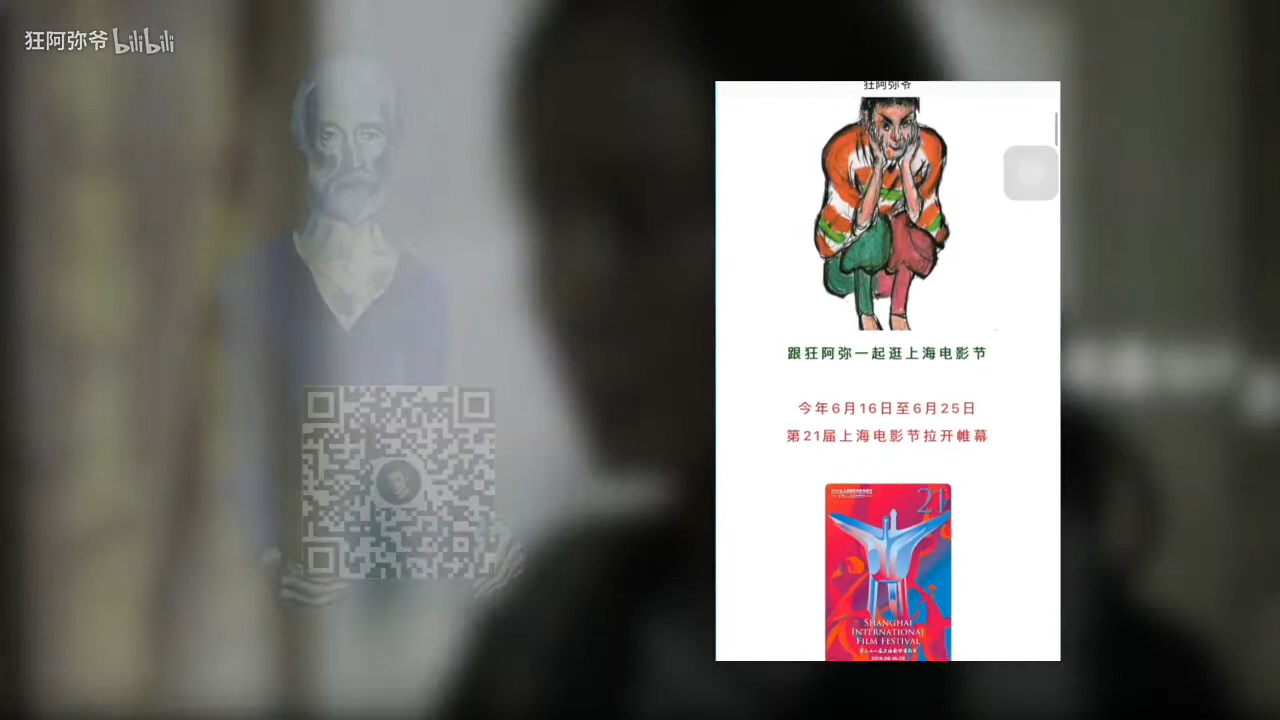 狂阿弥爷 bilibili
狂阿弥爷
跟狂阿弥一起逛上海电影节
今年6月16日至6月25日
第21届上海电影节拉开帷幕
21
SHANGHAI
INTERNATIONAL
FILM FESTIVAL